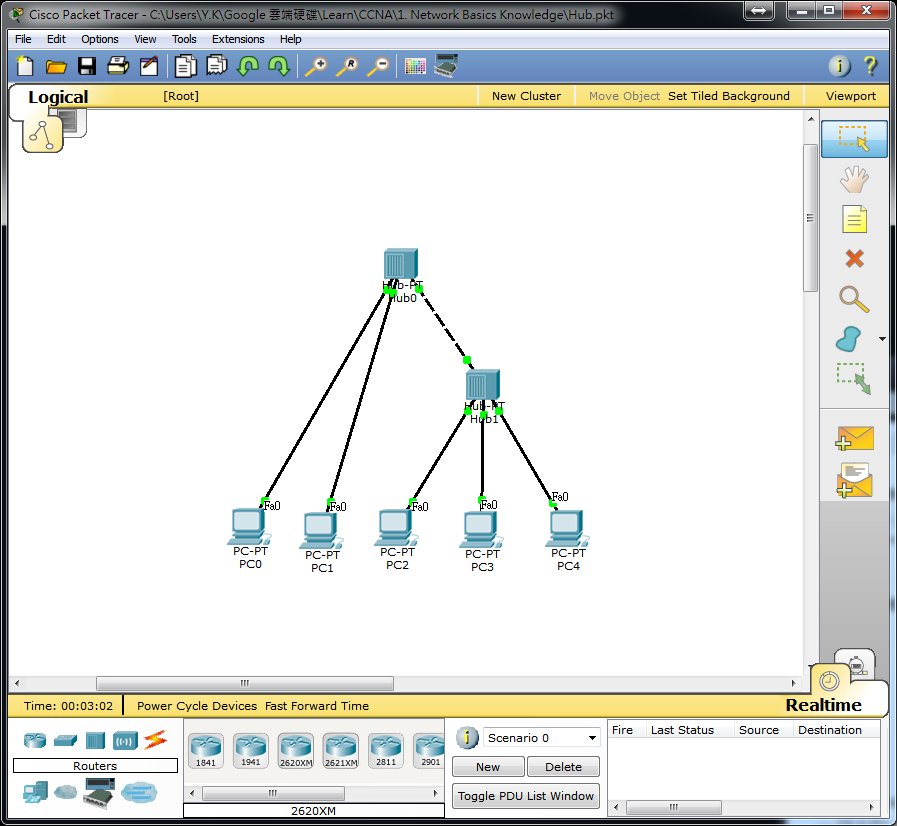 Cisco Packet Tracer - C:\Users\Y.K\Google 雲端硬碟\Learn\CCNA\1. Network Basics Knowledge\Hub.pkt
File Edit Options View Tools Extensions Help
Logical [Root] New Cluster Move Object Set Tiled Background Viewport
Hub-PT
Hub0
Hub-PT
Hub1
Fa0 Fa0 Fa0 Fa0 Fa0
PC-PT PC-PT PC-PT PC-PT PC-PT
PC0 PC1 PC2 PC3 PC4
Time: 00:03:02 Power Cycle Devices Fast Forward Time Realtime
Routers
1841 1941 2620XM 2621XM 2811 2901
2620XM
Scenario 0
New Delete
Toggle PDU List Window
Fire Last Status Source Destination